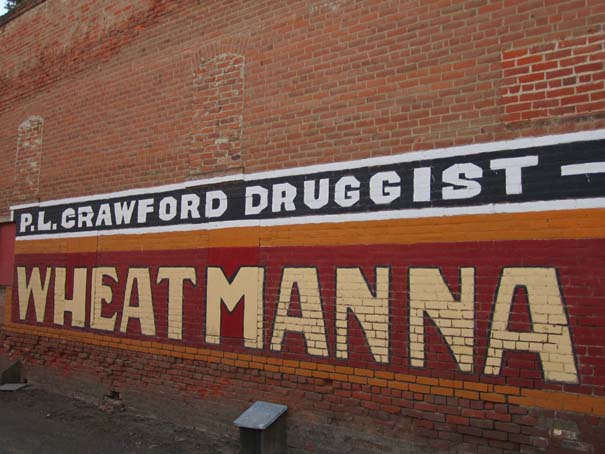 P.L. CRAWFORD DRUGGIST –
WHEATMANNA